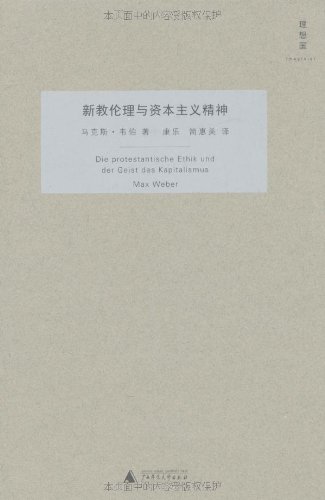 本页面中的内容受版权保护
理想国
imaginist
新教伦理与资本主义精神
马克斯·韦伯 著 康乐 简惠美 译
Die protestantische Ethik und
der Geist das Kapitalismus
Max Weber
广西师范大学出版社
本页面中的内容受版权保护